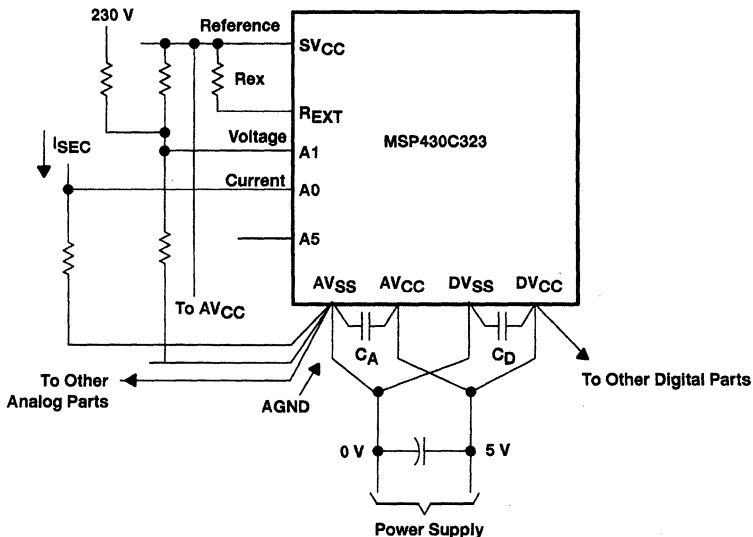 230 V
Reference
SVCC
Rex
REXT
MSP430C323
ISEC
Voltage
A1
Current
A0
A5
AVSS AVCC DVSS DVCC
To AVCC
CA
CD
To Other
Analog Parts
AGND
To Other Digital Parts
0 V
5 V
Power Supply